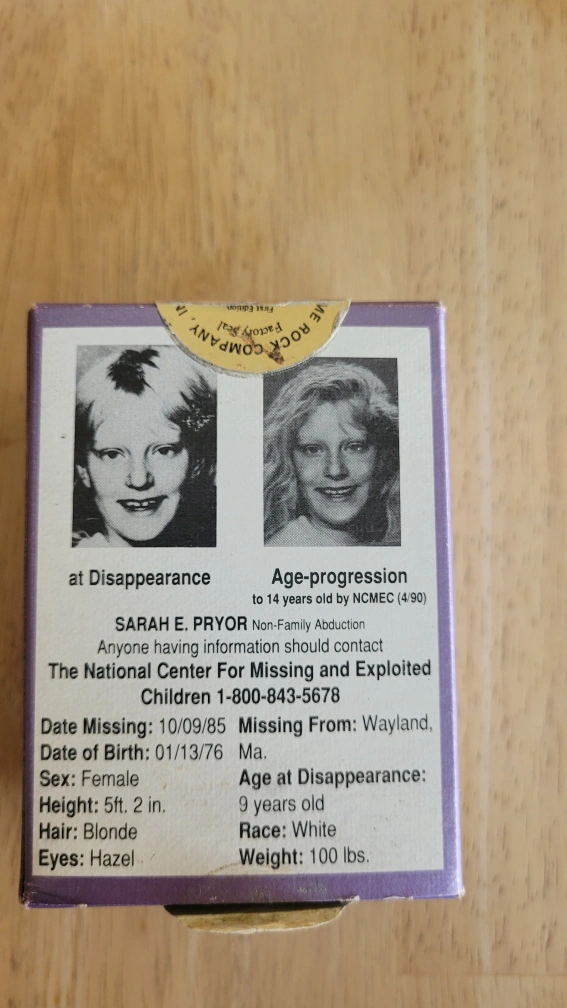 First Edition
Factory Seal
ME ROCK COMPANY, IN
at Disappearance
Age-progression
to 14 years old by NCMEC (4/90)
SARAH E. PRYOR Non-Family Abduction
Anyone having information should contact
The National Center For Missing and Exploited
Children 1-800-843-5678
Date Missing: 10/09/85 Missing From: Wayland,
Date of Birth: 01/13/76 Ma.
Sex: Female Age at Disappearance:
Height: 5ft. 2 in. 9 years old
Hair: Blonde Race: White
Eyes: Hazel Weight: 100 lbs.